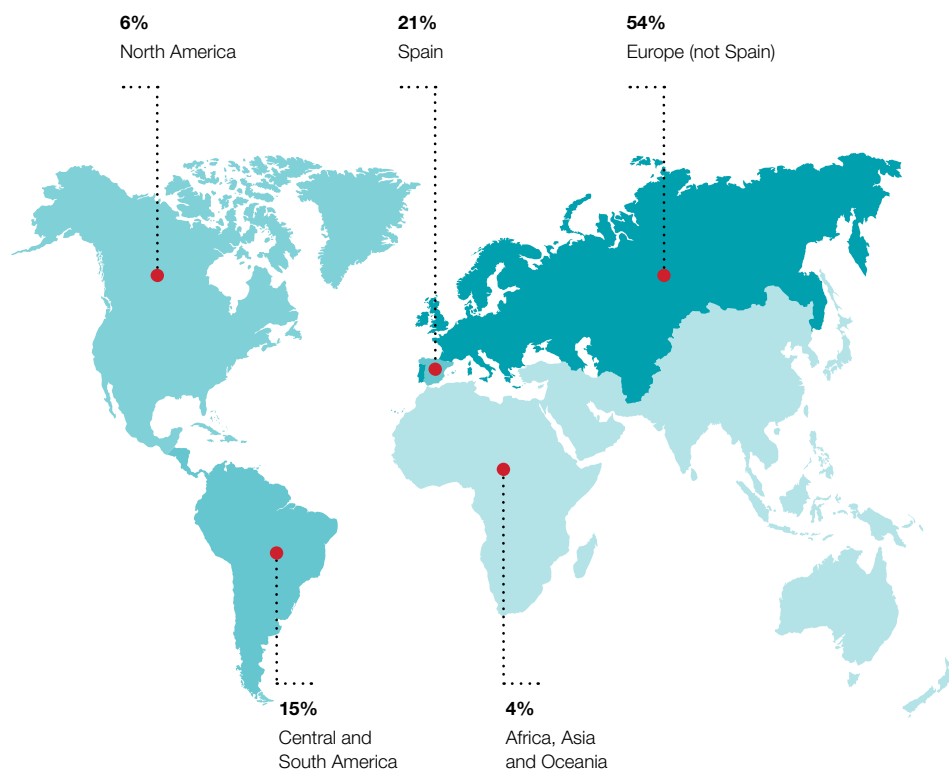 6%
North America
21%
Spain
54%
Europe (not Spain)
15%
Central and
South America
4%
Africa, Asia
and Oceania